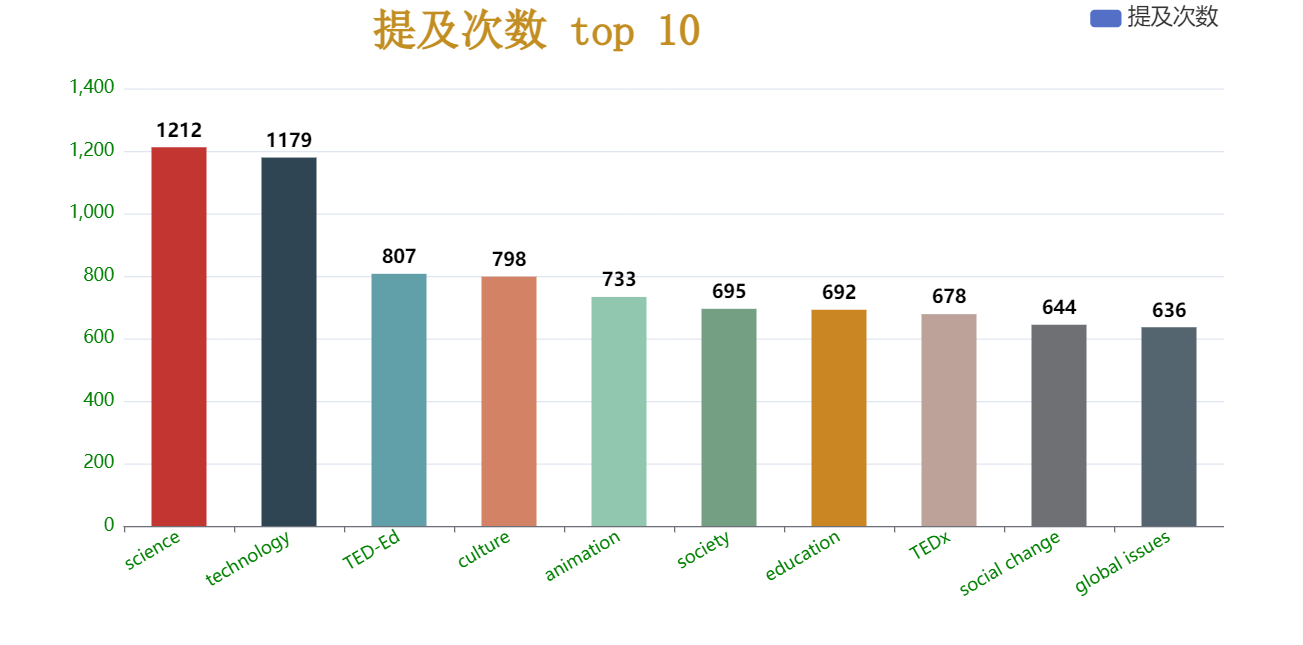 提及次数 top 10
提及次数
1,400
1,200
1,000
800
600
400
200
0
1212
1179
807
798
733
695
692
678
644
636
science
technology
TED-Ed
culture
animation
society
education
TEDx
social change
global issues